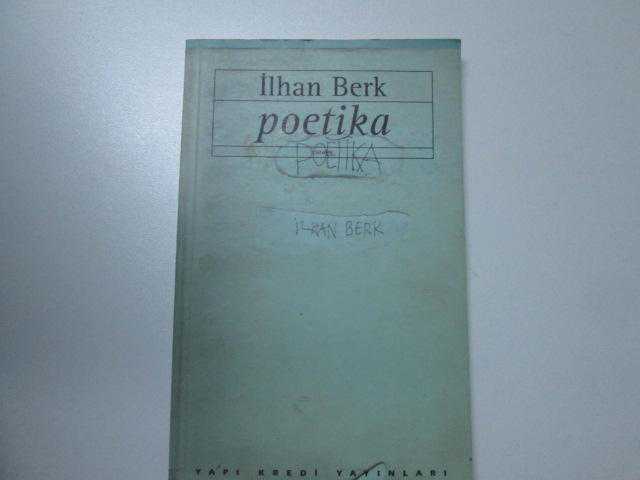 İlhan Berk
poetika
POETİKA
İLHAN BERK
YAPI KREDİ YAYINLARI